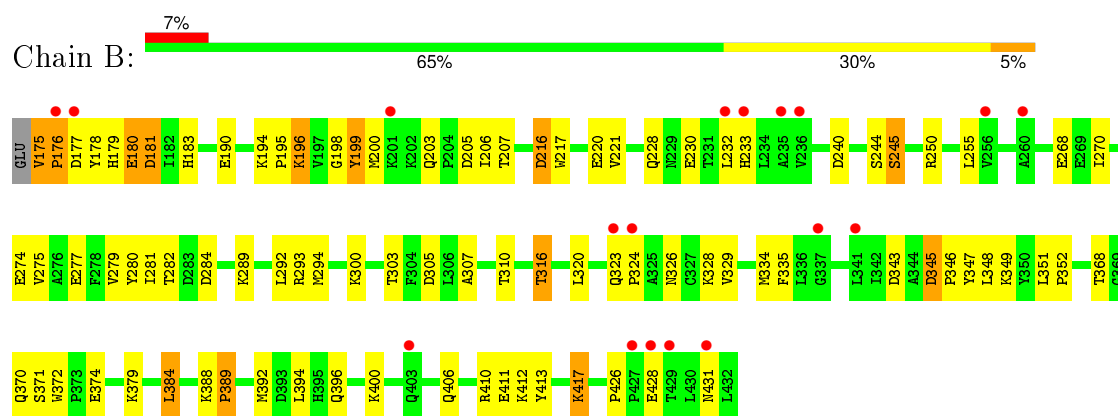 7%
Chain B:
65% 30% 5%
GLU V175 P176 D177 Y178 H179 E180 D181 I182 H183 E190 K194 P195 K196 V197 G198 Y199 M200 K201 K202 Q203 P204 D205 I206 T207 D216 W217 E220 V221 Q228 N229 E230 T231 L232 H233 L234 A235 V236 D240 S244 S245 R250 L255 V256 A260 E268 E269 I270
E274 V275 A276 E277 F278 V279 Y280 I281 T282 D283 D284 K289 L292 R293 M294 K300 T303 F304 D305 L306 A307 T310 T316 L320 Q323 P324 A325 N326 C327 K328 V329 M334 F335 L336 G337 L341 I342 D343 A344 D345 P346 Y347 L348 K349 Y350 L351 P352 T368 G369
Q370 S371 W372 P373 E374 K379 L384 K388 P389 M392 D393 L394 H395 Q396 K400 Q403 Q406 R410 E411 K412 Y413 K417 P426 P427 E428 T429 L430 N431 L432